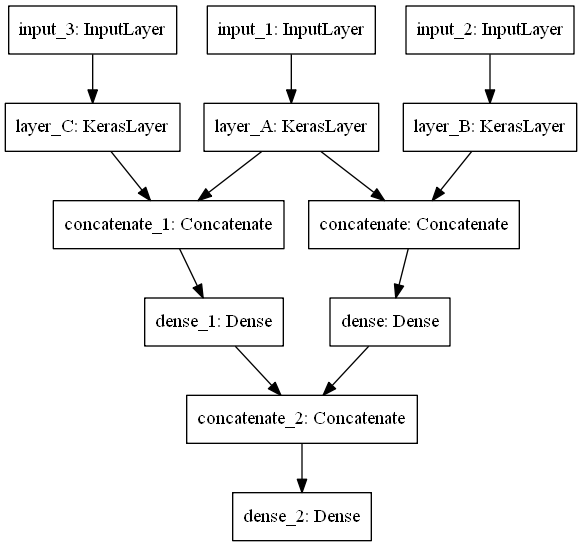 input_3: InputLayer
input_1: InputLayer
input_2: InputLayer
layer_C: KerasLayer
layer_A: KerasLayer
layer_B: KerasLayer
concatenate_1: Concatenate
concatenate: Concatenate
dense_1: Dense
dense: Dense
concatenate_2: Concatenate
dense_2: Dense